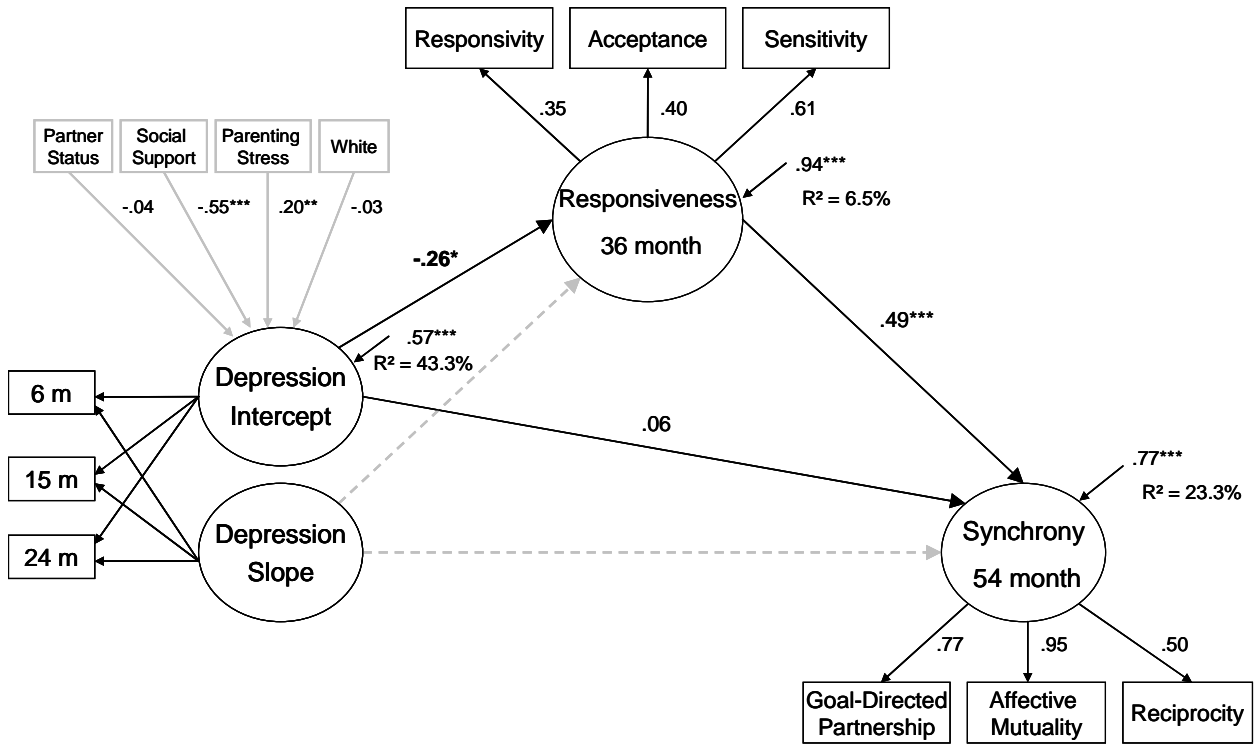 Responsivity
Acceptance
Sensitivity
.35
.40
.61
Partner
Status
Social
Support
Parenting
Stress
White
-.04
-.55***
.20**
-.03
Responsiveness
36 month
.94***
R² = 6.5%
-.26*
.57***
R² = 43.3%
.49***
Depression
Intercept
6 m
15 m
24 m
.06
Depression
Slope
.77***
R² = 23.3%
Synchrony
54 month
.77
.95
.50
Goal-Directed
Partnership
Affective
Mutuality
Reciprocity